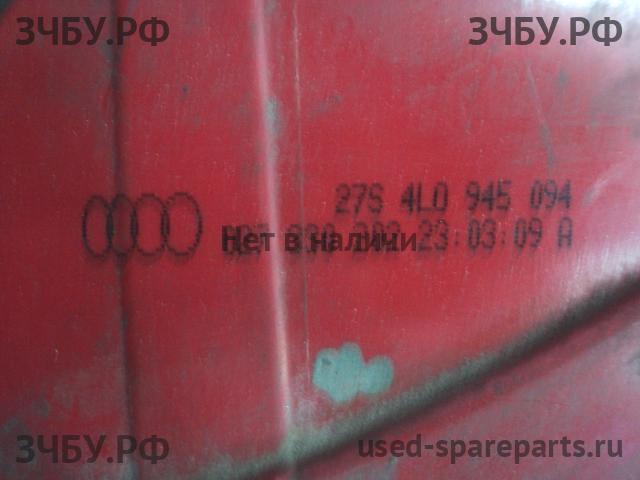 ЗЧБУ.РФ ЗЧБУ.РФ
27S 4L0 945 094
Нет в наличии
23:03:09 A
ЗЧБУ.РФ used-spareparts.ru